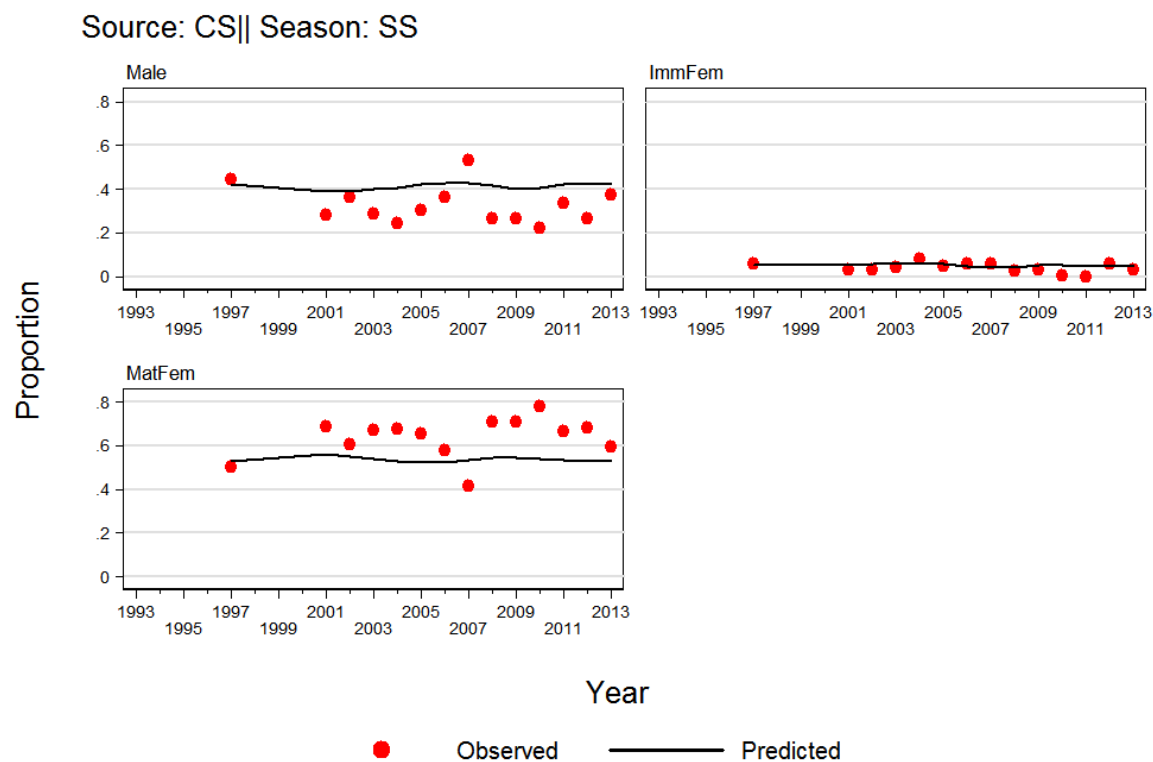 Source: CS|| Season: SS
Male
ImmFem
.8
.6
.4
.2
0
1993 1997 2001 2005 2009 2013
1995 1999 2003 2007 2011
1993 1997 2001 2005 2009 2013
1995 1999 2003 2007 2011
Proportion
MatFem
.8
.6
.4
.2
0
1993 1997 2001 2005 2009 2013
1995 1999 2003 2007 2011
Year
Observed Predicted